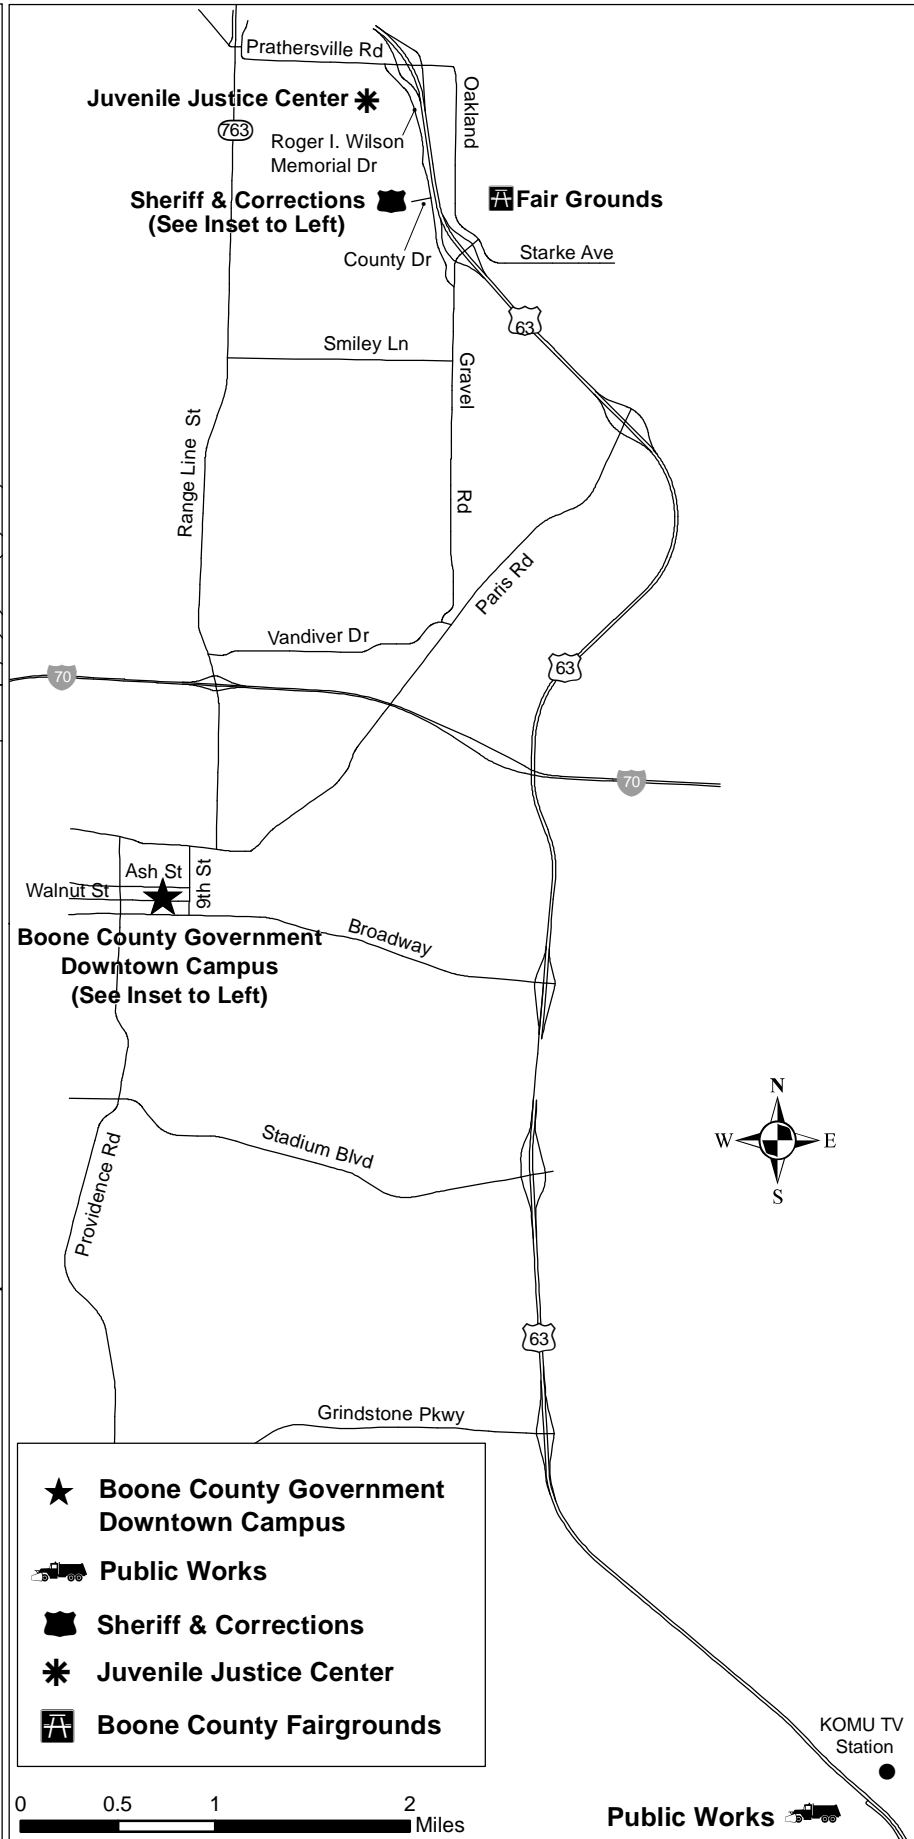 Prathersville Rd
Oakland
Juvenile Justice Center
763
Roger I. Wilson
Memorial Dr
Sheriff & Corrections
(See Inset to Left)
Fair Grounds
County Dr
Starke Ave
63
Smiley Ln
Gravel
Rd
Range Line St
Paris Rd
Vandiver Dr
63
70
70
Ash St
9th St
Walnut St
Broadway
Boone County Government
Downtown Campus
(See Inset to Left)
N
W
E
S
Stadium Blvd
Providence Rd
63
Grindstone Pkwy
Boone County Government
Downtown Campus
Public Works
Sheriff & Corrections
Juvenile Justice Center
Boone County Fairgrounds
KOMU TV
Station
0 0.5 1 2
Miles
Public Works